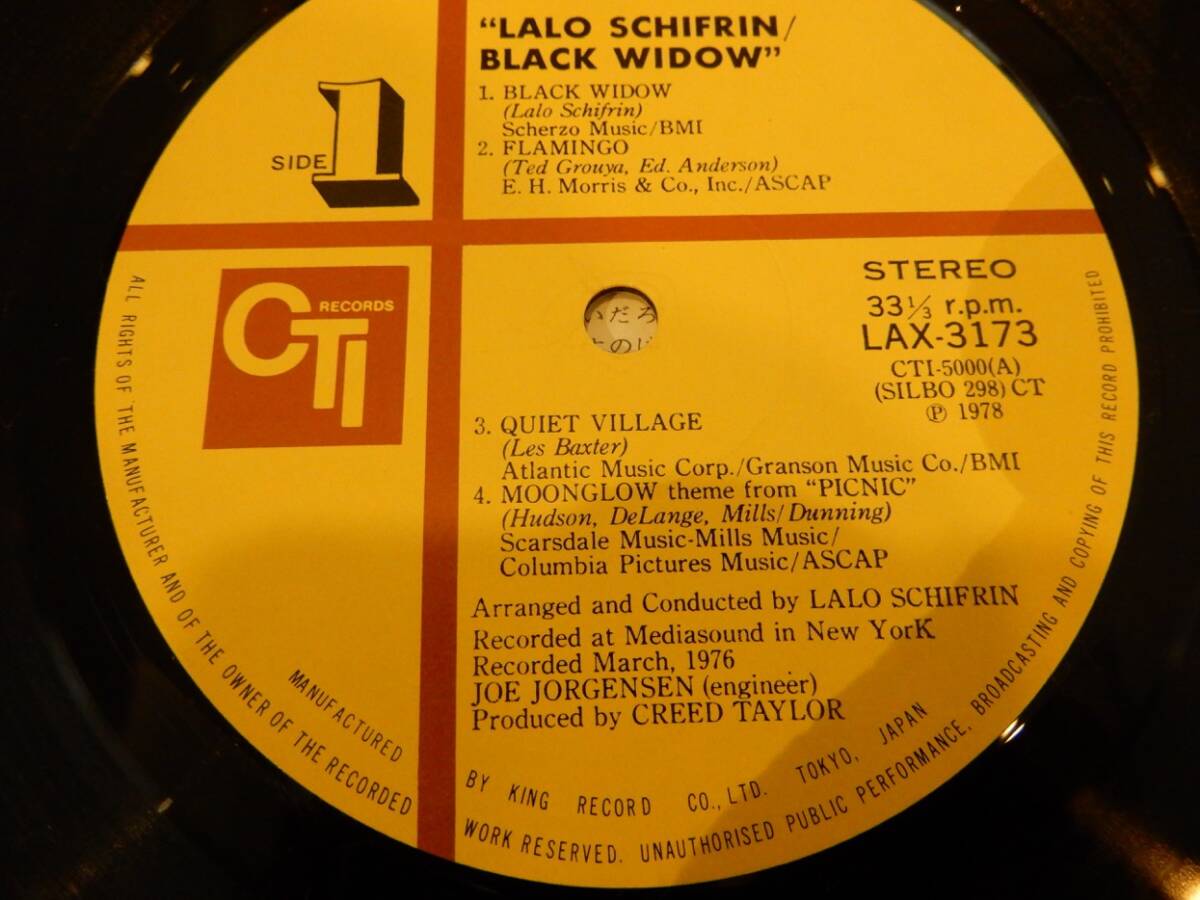 "LALO SCHIFRIN/
BLACK WIDOW"
1. BLACK WIDOW
(Lalo Schifrin)
Scherzo Music/BMI
2. FLAMINGO
(Ted Grouya, Ed. Anderson)
E. H. Morris & Co., Inc./ASCAP
SIDE 1
CTI RECORDS
STEREO
33 1/3 r.p.m.
LAX-3173
CTI-5000(A)
(SILBO 298) CT
Ⓟ 1978
3. QUIET VILLAGE
(Les Baxter)
Atlantic Music Corp./Granson Music Co./BMI
4. MOONGLOW theme from "PICNIC"
(Hudson, DeLange, Mills/Dunning)
Scarsdale Music-Mills Music/
Columbia Pictures Music/ASCAP
Arranged and Conducted by LALO SCHIFRIN
Recorded at Mediasound in New YorK
Recorded March, 1976
JOE JORGENSEN (engineer)
Produced by CREED TAYLOR
MANUFACTURED BY KING RECORD CO., LTD. TOKYO, JAPAN
ALL RIGHTS OF THE MANUFACTURER AND OF THE OWNER OF THE RECORDED WORK RESERVED. UNAUTHORISED PUBLIC PERFORMANCE, BROADCASTING AND COPYING OF THIS RECORD PROHIBITED